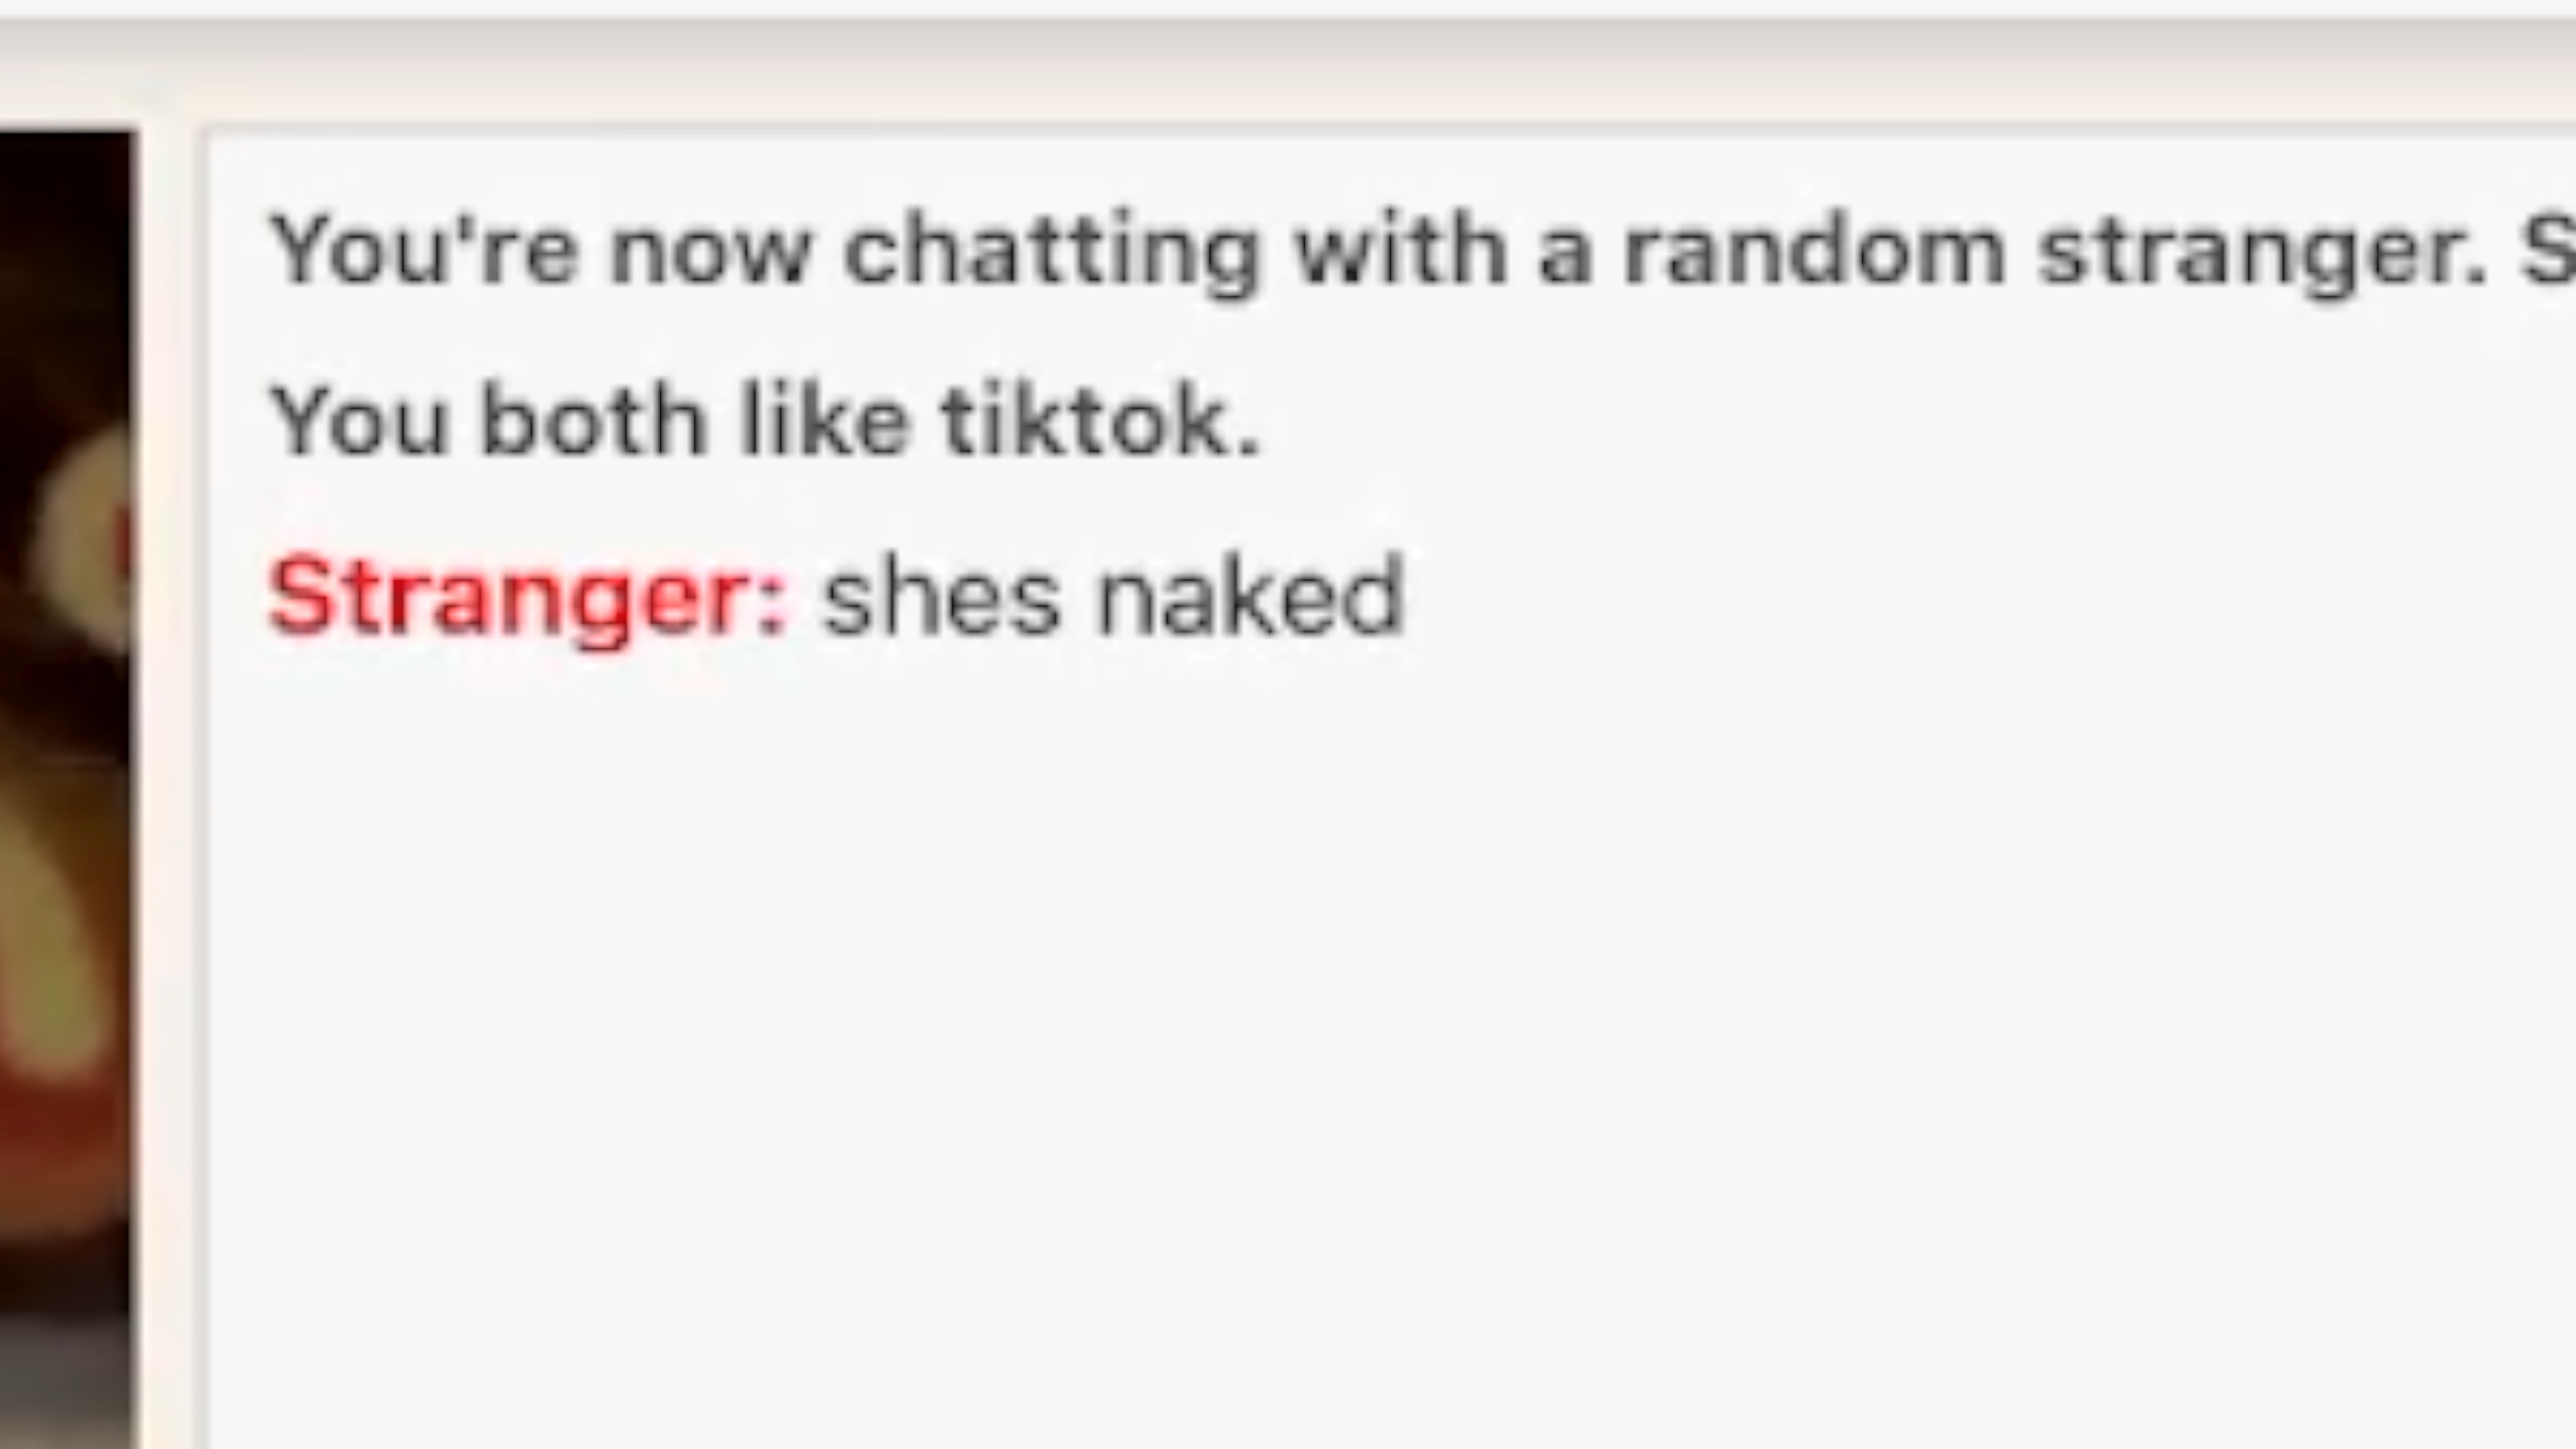 You're now chatting with a random stranger.
You both like tiktok.
Stranger: shes naked